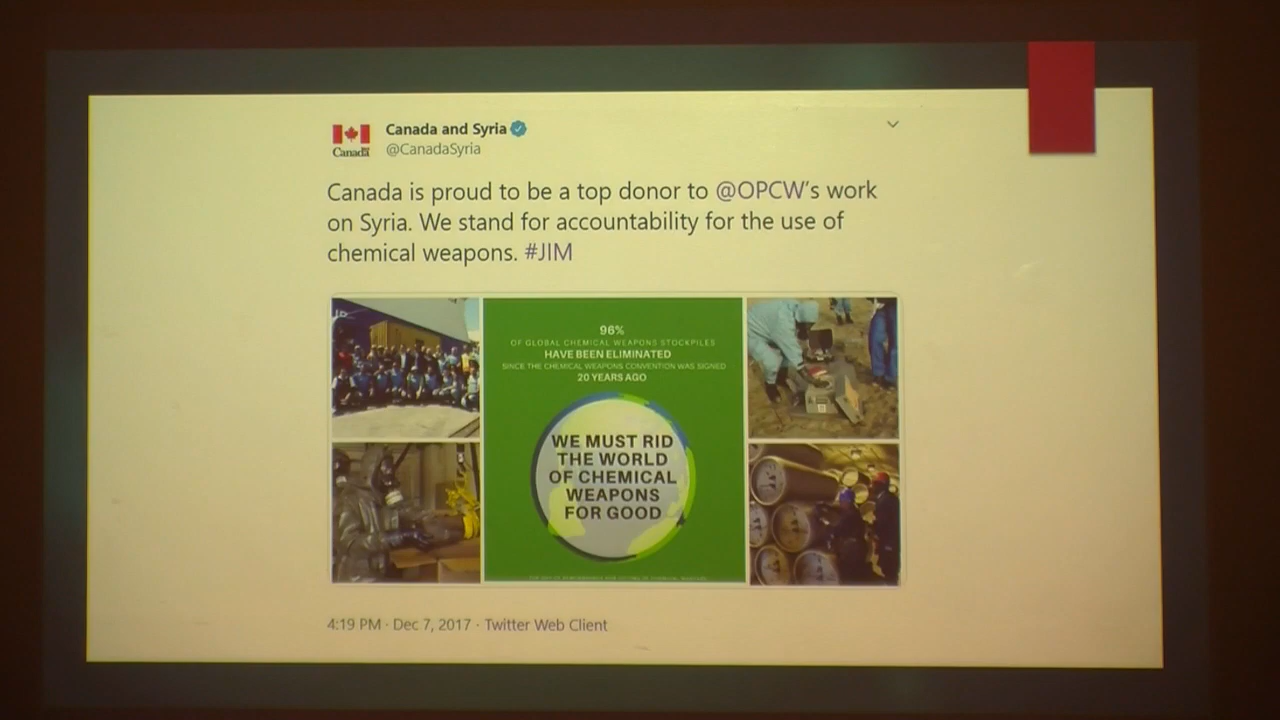 Canada and Syria
Canada
@CanadaSyria
Canada is proud to be a top donor to @OPCW's work
on Syria. We stand for accountability for the use of
chemical weapons. #JIM
96%
OF GLOBAL CHEMICAL WEAPONS STOCKPILES
HAVE BEEN ELIMINATED
SINCE THE CHEMICAL WEAPONS CONVENTION WAS SIGNED
20 YEARS AGO
WE MUST RID
THE WORLD
OF CHEMICAL
WEAPONS
FOR GOOD
4:19 PM · Dec 7, 2017 · Twitter Web Client